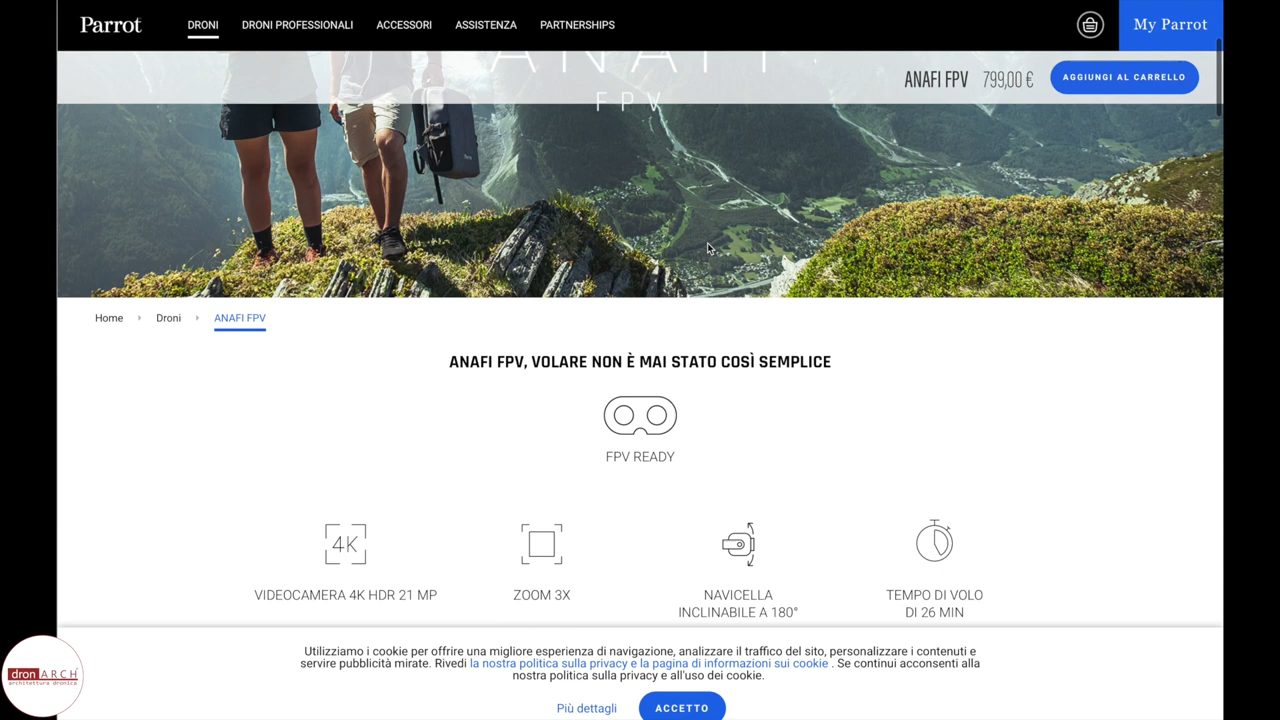 Parrot
DRONI
DRONI PROFESSIONALI
ACCESSORI
ASSISTENZA
PARTNERSHIPS
My Parrot
ANAFI
FPV
ANAFI FPV
799,00 €
AGGIUNGI AL CARRELLO
Home
Droni
ANAFI FPV
ANAFI FPV, VOLARE NON È MAI STATO COSÌ SEMPLICE
FPV READY
4K
VIDEOCAMERA 4K HDR 21 MP
ZOOM 3X
NAVICELLA
INCLINABILE A 180°
TEMPO DI VOLO
DI 26 MIN
Utilizziamo i cookie per offrire una migliore esperienza di navigazione, analizzare il traffico del sito, personalizzare i contenuti e
servire pubblicità mirate. Rivedi la nostra politica sulla privacy e la pagina di informazioni sui cookie . Se continui acconsenti alla
nostra politica sulla privacy e all'uso dei cookie.
Più dettagli
ACCETTO
dronARCH
architettura dronica